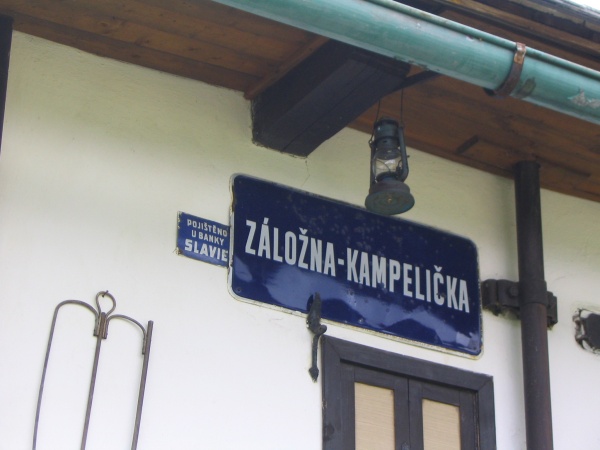 POJIŠTĚNO
U BANKY
SLAVIE
ZÁLOŽNA-KAMPELIČKA